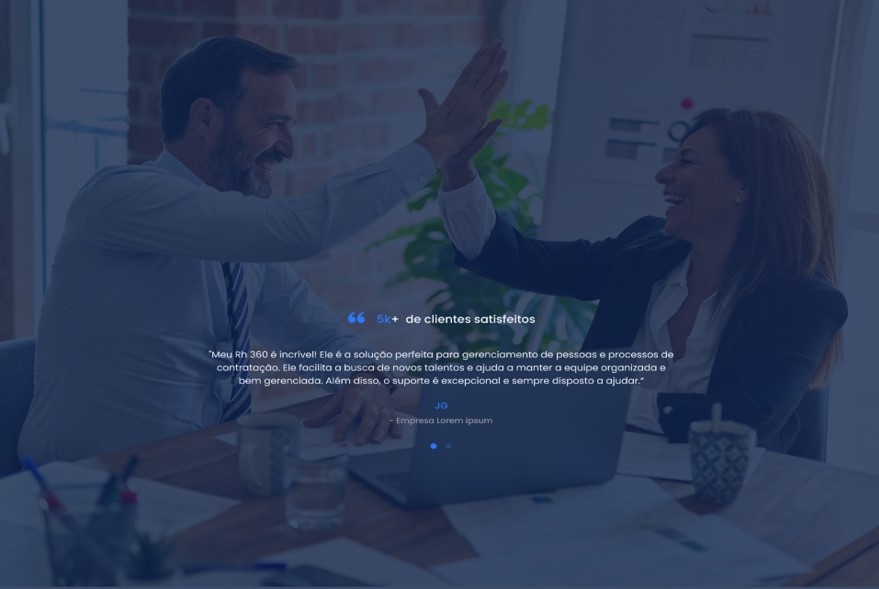 “ 5k+ de clientes satisfeitos
"Meu Rh 360 é incrível! Ele é a solução perfeita para gerenciamento de pessoas e processos de
contratação. Ele facilita a busca de novos talentos e ajuda a manter a equipe organizada e
bem gerenciada. Além disso, o suporte é excepcional e sempre disposto a ajudar."
JG
- Empresa Lorem ipsum